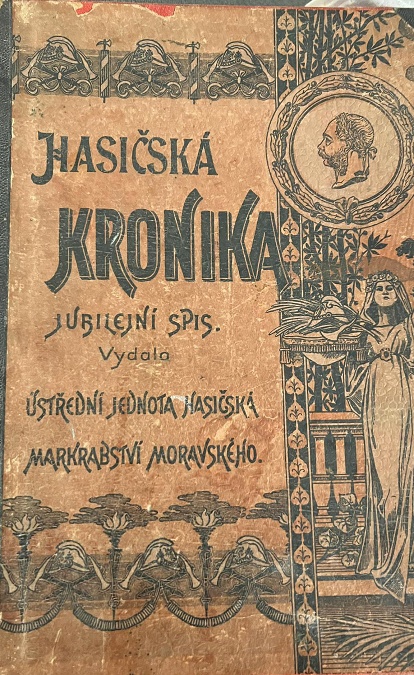 HASIČSKÁ
KRONIKA
JUBILEJNÍ SPIS.
Vydala
ÚSTŘEDNÍ JEDNOTA HASIČSKÁ
MARKRABSTVÍ MORAVSKÉHO.